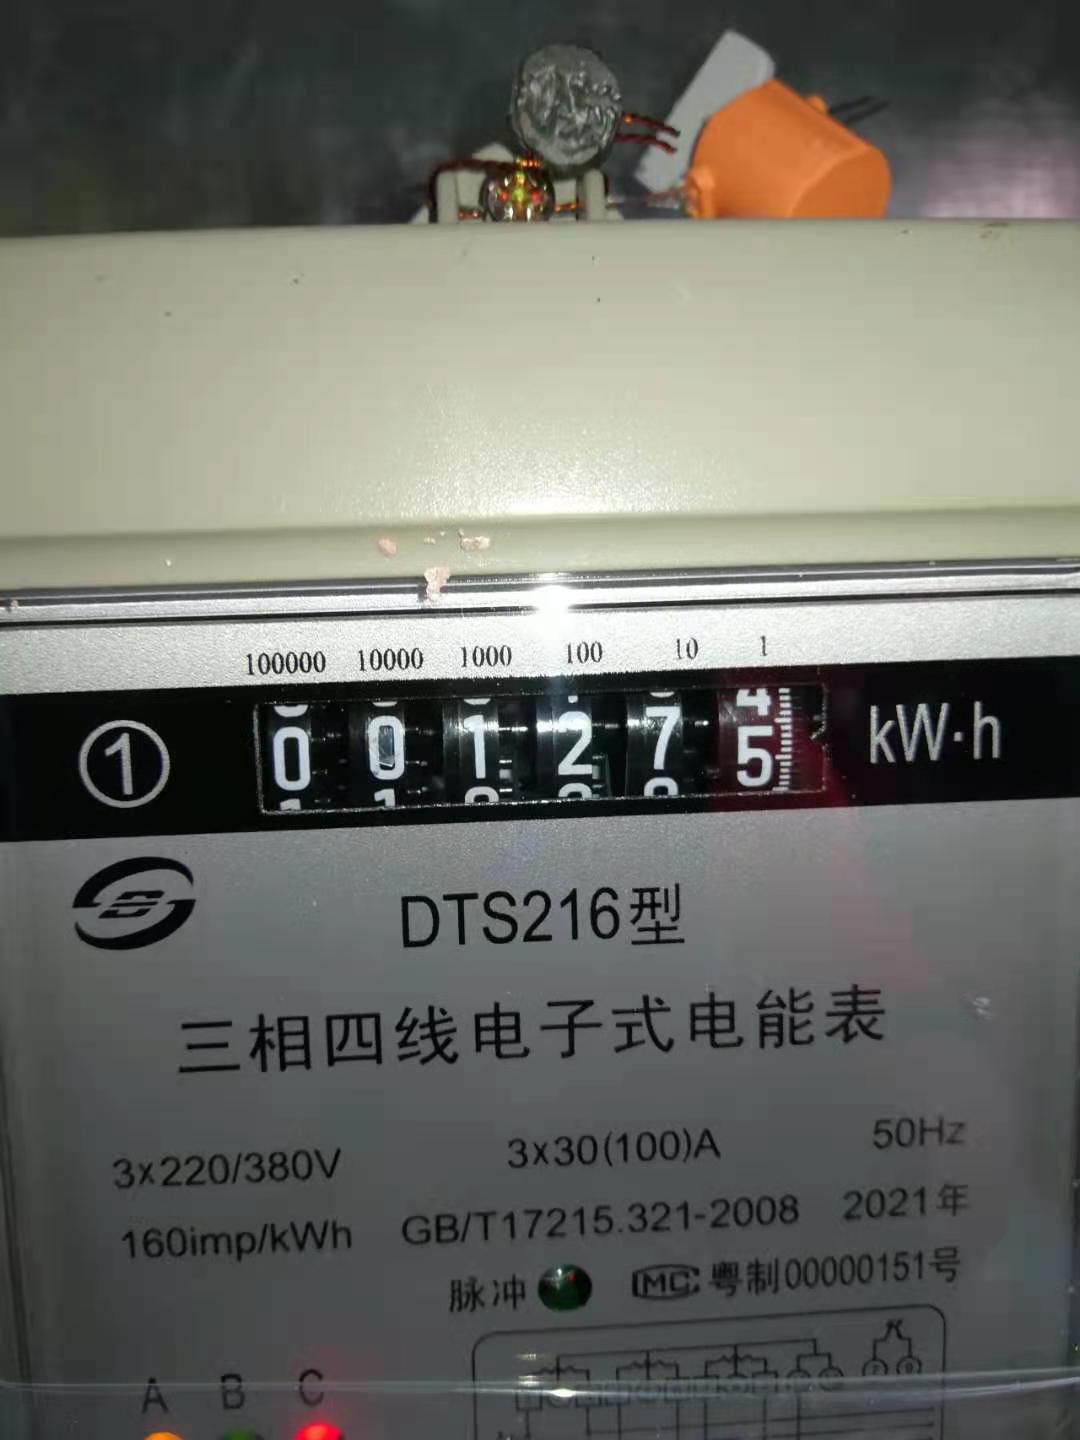 100000 10000 1000 100 10 1
① 0 0 1 2 7 5 kW·h
DTS216型
三相四线电子式电能表
3x220/380V 3x30(100)A 50Hz
160imp/kWh GB/T17215.321-2008 2021年
脉冲 MC 粤制00000151号
A B C